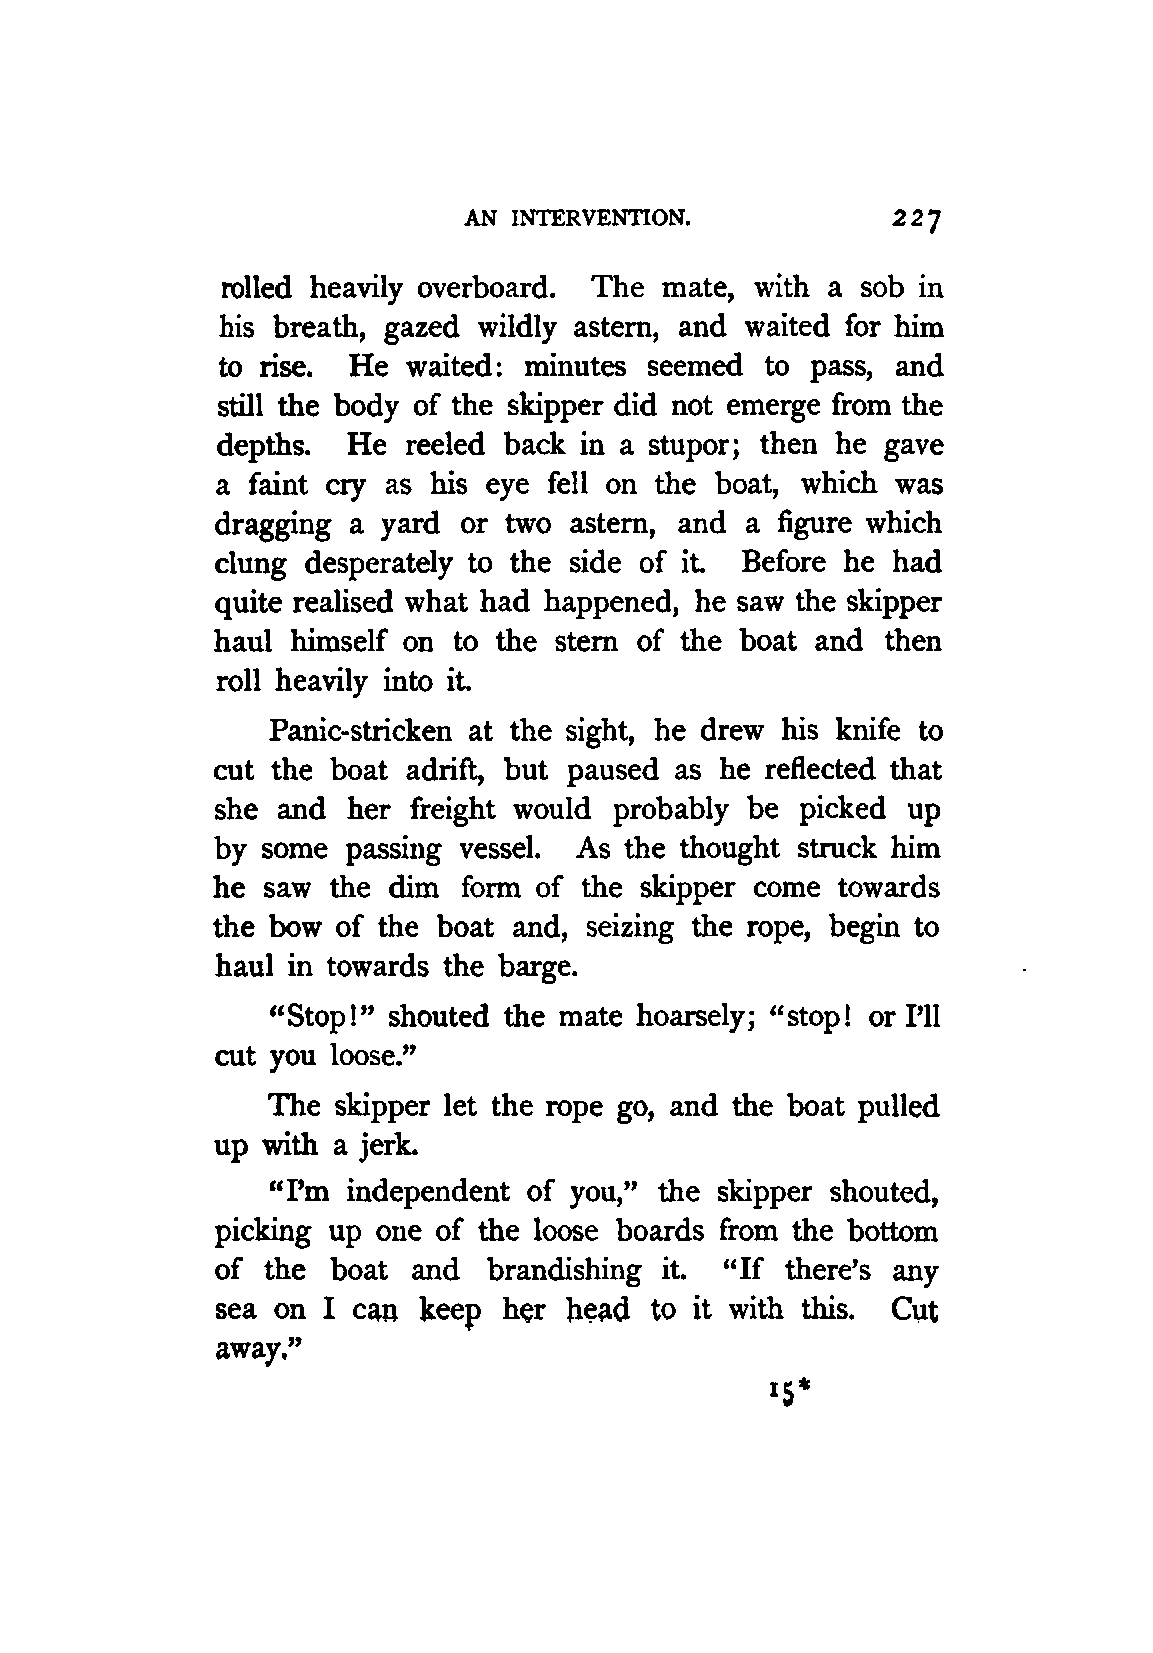 AN INTERVENTION. 227
rolled heavily overboard. The mate, with a sob in
his breath, gazed wildly astern, and waited for him
to rise. He waited: minutes seemed to pass, and
still the body of the skipper did not emerge from the
depths. He reeled back in a stupor; then he gave
a faint cry as his eye fell on the boat, which was
dragging a yard or two astern, and a figure which
clung desperately to the side of it. Before he had
quite realised what had happened, he saw the skipper
haul himself on to the stern of the boat and then
roll heavily into it.
Panic-stricken at the sight, he drew his knife to
cut the boat adrift, but paused as he reflected that
she and her freight would probably be picked up
by some passing vessel. As the thought struck him
he saw the dim form of the skipper come towards
the bow of the boat and, seizing the rope, begin to
haul in towards the barge.
“Stop!” shouted the mate hoarsely; “stop! or I’ll
cut you loose.”
The skipper let the rope go, and the boat pulled
up with a jerk.
“I’m independent of you,” the skipper shouted,
picking up one of the loose boards from the bottom
of the boat and brandishing it. “If there’s any
sea on I can keep her head to it with this. Cut
away.”
15*